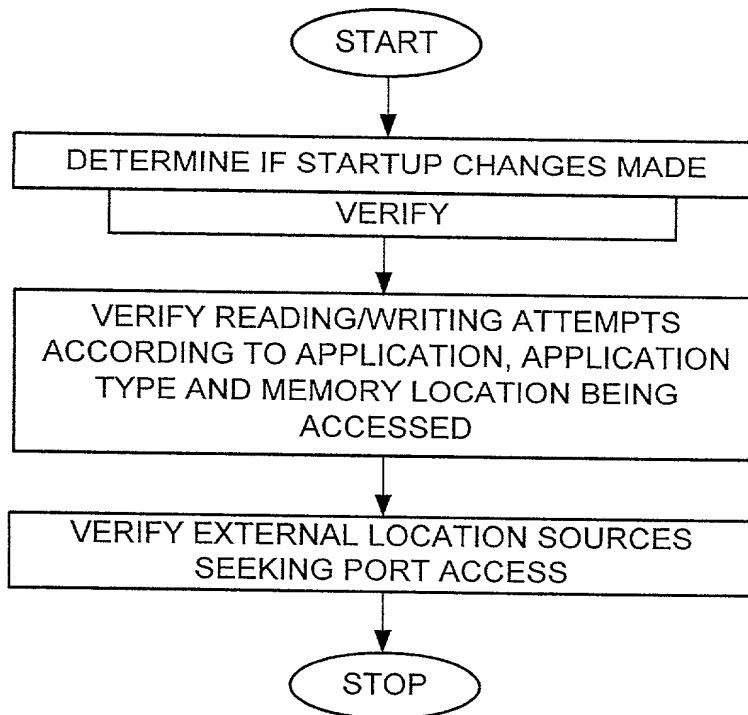 START
DETERMINE IF STARTUP CHANGES MADE
VERIFY
VERIFY READING/WRITING ATTEMPTS
ACCORDING TO APPLICATION, APPLICATION
TYPE AND MEMORY LOCATION BEING
ACCESSED
VERIFY EXTERNAL LOCATION SOURCES
SEEKING PORT ACCESS
STOP